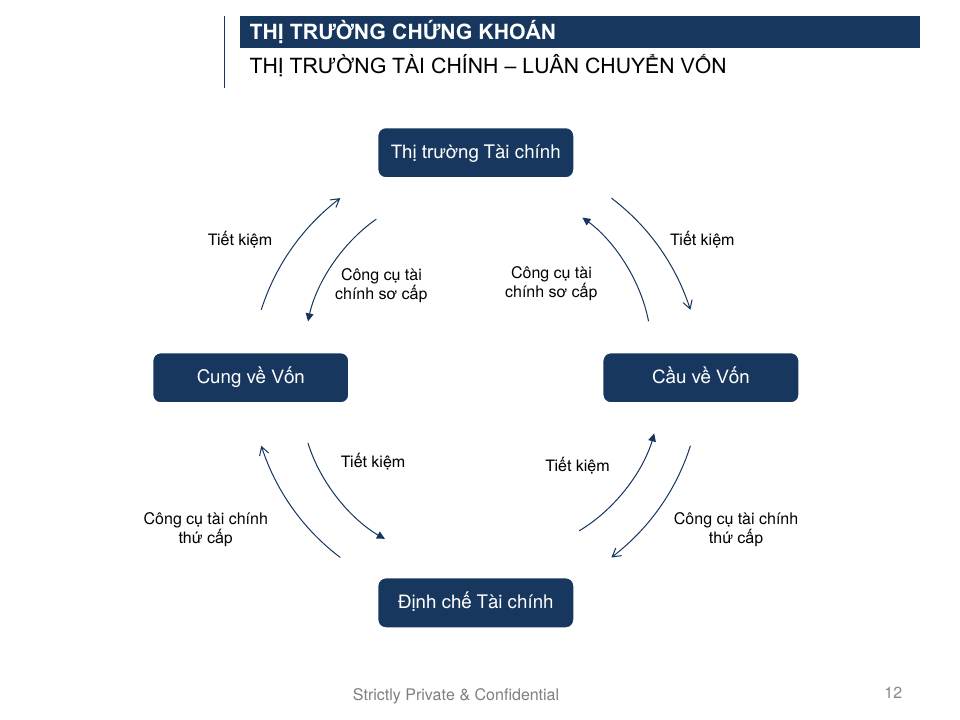 THỊ TRƯỜNG CHỨNG KHOÁN
THỊ TRƯỜNG TÀI CHÍNH – LUÂN CHUYỂN VỐN
Thị trường Tài chính
Tiết kiệm
Công cụ tài
chính sơ cấp
Công cụ tài
chính sơ cấp
Tiết kiệm
Cung về Vốn
Cầu về Vốn
Tiết kiệm
Tiết kiệm
Công cụ tài chính
thứ cấp
Công cụ tài chính
thứ cấp
Định chế Tài chính
Strictly Private & Confidential
12